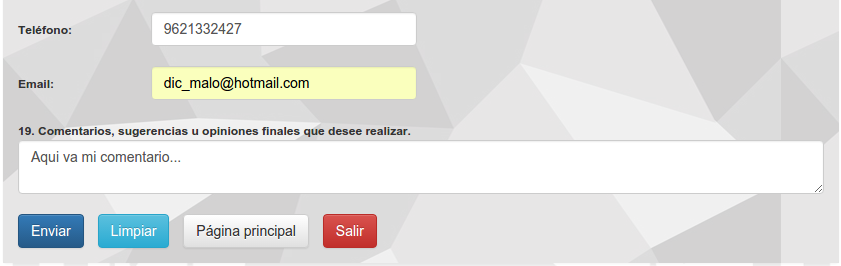 Teléfono: 9621332427
Email: dic_malo@hotmail.com
19. Comentarios, sugerencias u opiniones finales que desee realizar.
Aqui va mi comentario...
Enviar Limpiar Página principal Salir